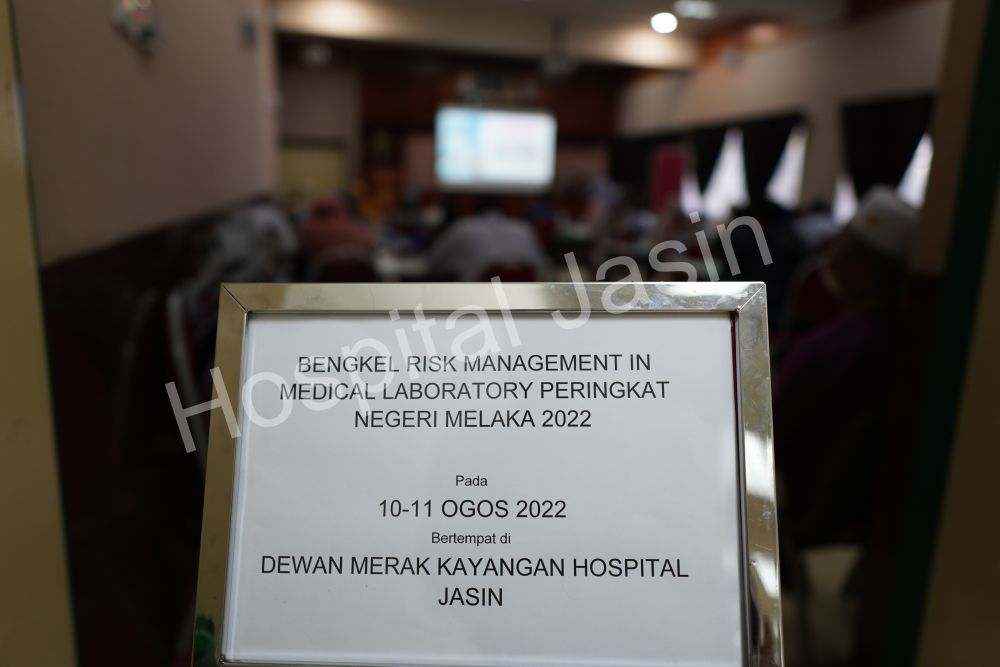 Hospital Jasin
BENGKEL RISK MANAGEMENT IN
MEDICAL LABORATORY PERINGKAT
NEGERI MELAKA 2022
Pada
10-11 OGOS 2022
Bertempat di
DEWAN MERAK KAYANGAN HOSPITAL
JASIN